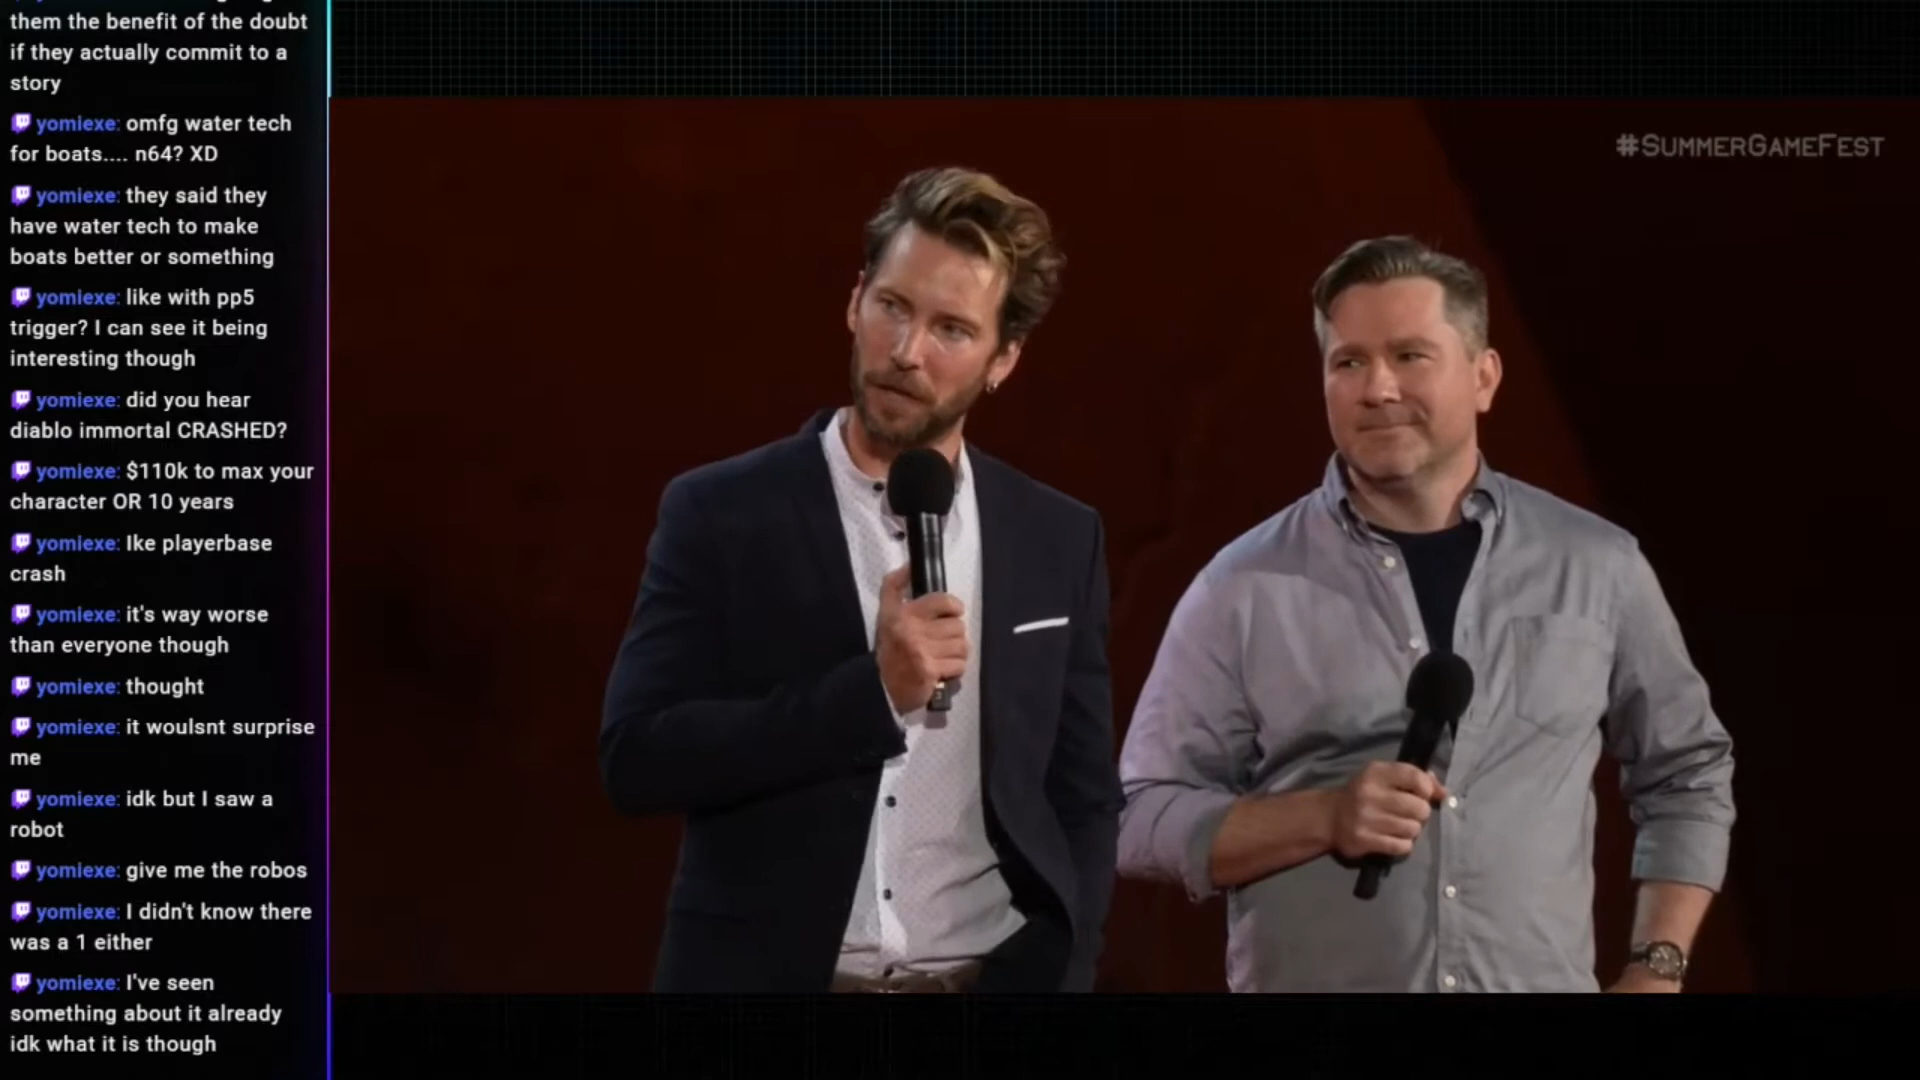 them the benefit of the doubt
if they actually commit to a
story
yomiexe: omfg water tech
for boats.... n64? XD
yomiexe: they said they
have water tech to make
boats better or something
yomiexe: like with pp5
trigger? I can see it being
interesting though
yomiexe: did you hear
diablo immortal CRASHED?
yomiexe: $110k to max your
character OR 10 years
yomiexe: Ike playerbase
crash
yomiexe: it's way worse
than everyone though
yomiexe: thought
yomiexe: it woulsnt surprise
me
yomiexe: idk but I saw a
robot
yomiexe: give me the robos
yomiexe: I didn't know there
was a 1 either
yomiexe: I've seen
something about it already
idk what it is though
#SUMMERGAMEFEST